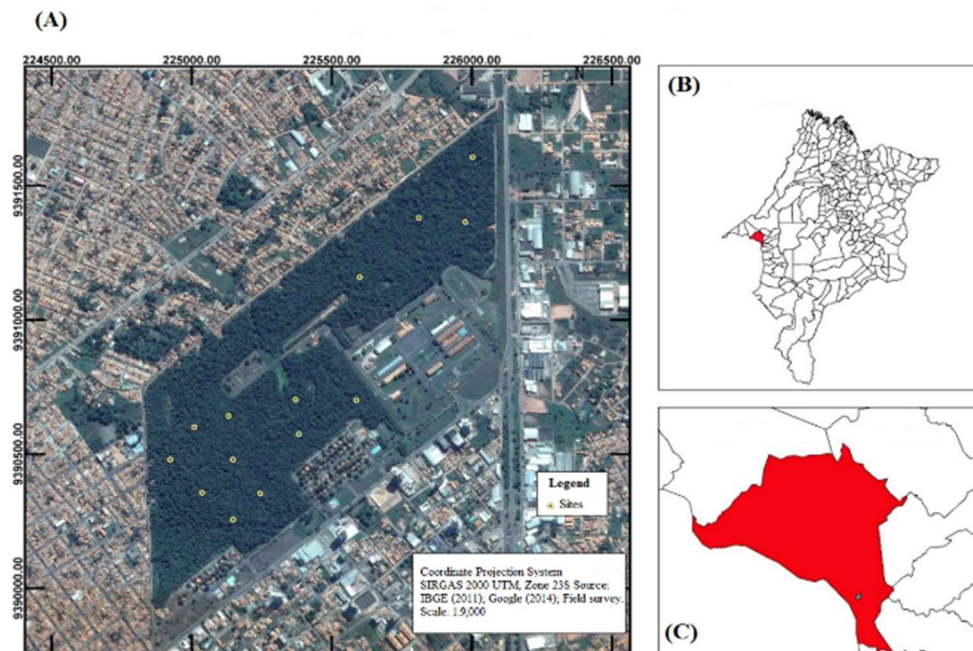 (A)
224500.00 225000.00 225500.00 226000.00 226500.00
9391500.00
9391000.00
9390500.00
9390000.00
Legend
Sites
Coordinate Projection System
SIRGAS 2000 UTM, Zone 23S Source:
IBGE (2011); Google (2014); Field survey.
Scale: 1:9,000
(B)
(C)